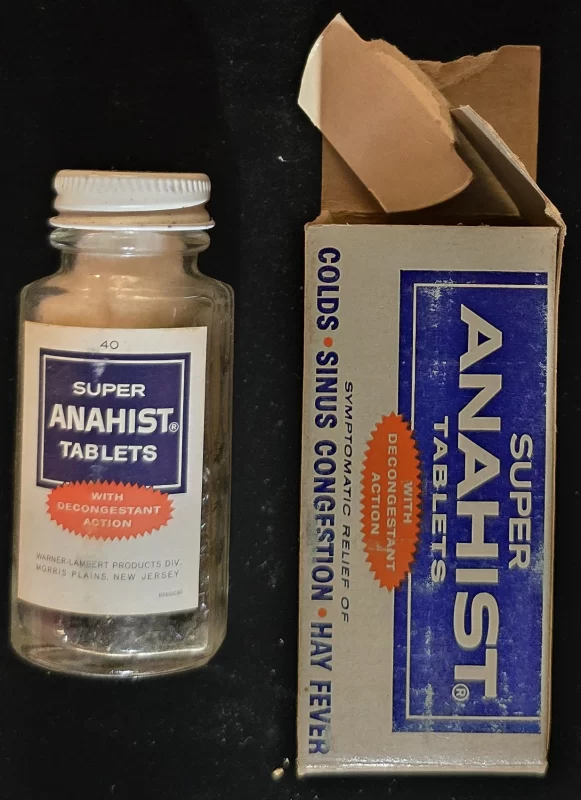 40
SUPER
ANAHIST®
TABLETS
WITH
DECONGESTANT
ACTION
WARNER-LAMBERT PRODUCTS DIV.
MORRIS PLAINS, NEW JERSEY
SUPER
ANAHIST®
TABLETS
WITH
DECONGESTANT
ACTION
SYMPTOMATIC RELIEF OF
COLDS • SINUS CONGESTION • HAY FEVER